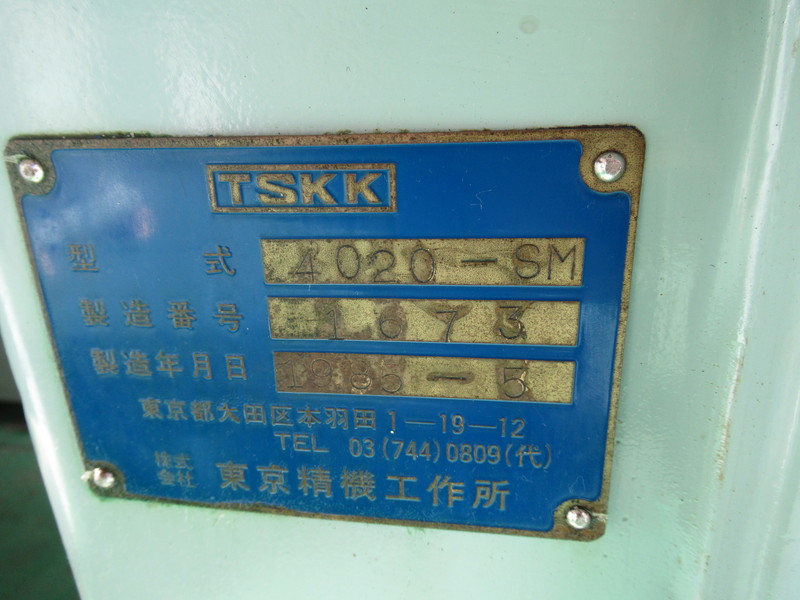 TSKK
型式 4020-SM
製造番号
製造年月日
東京都大田区本羽田1-19-12
TEL 03(744)0809(代)
株式会社 東京精機工作所